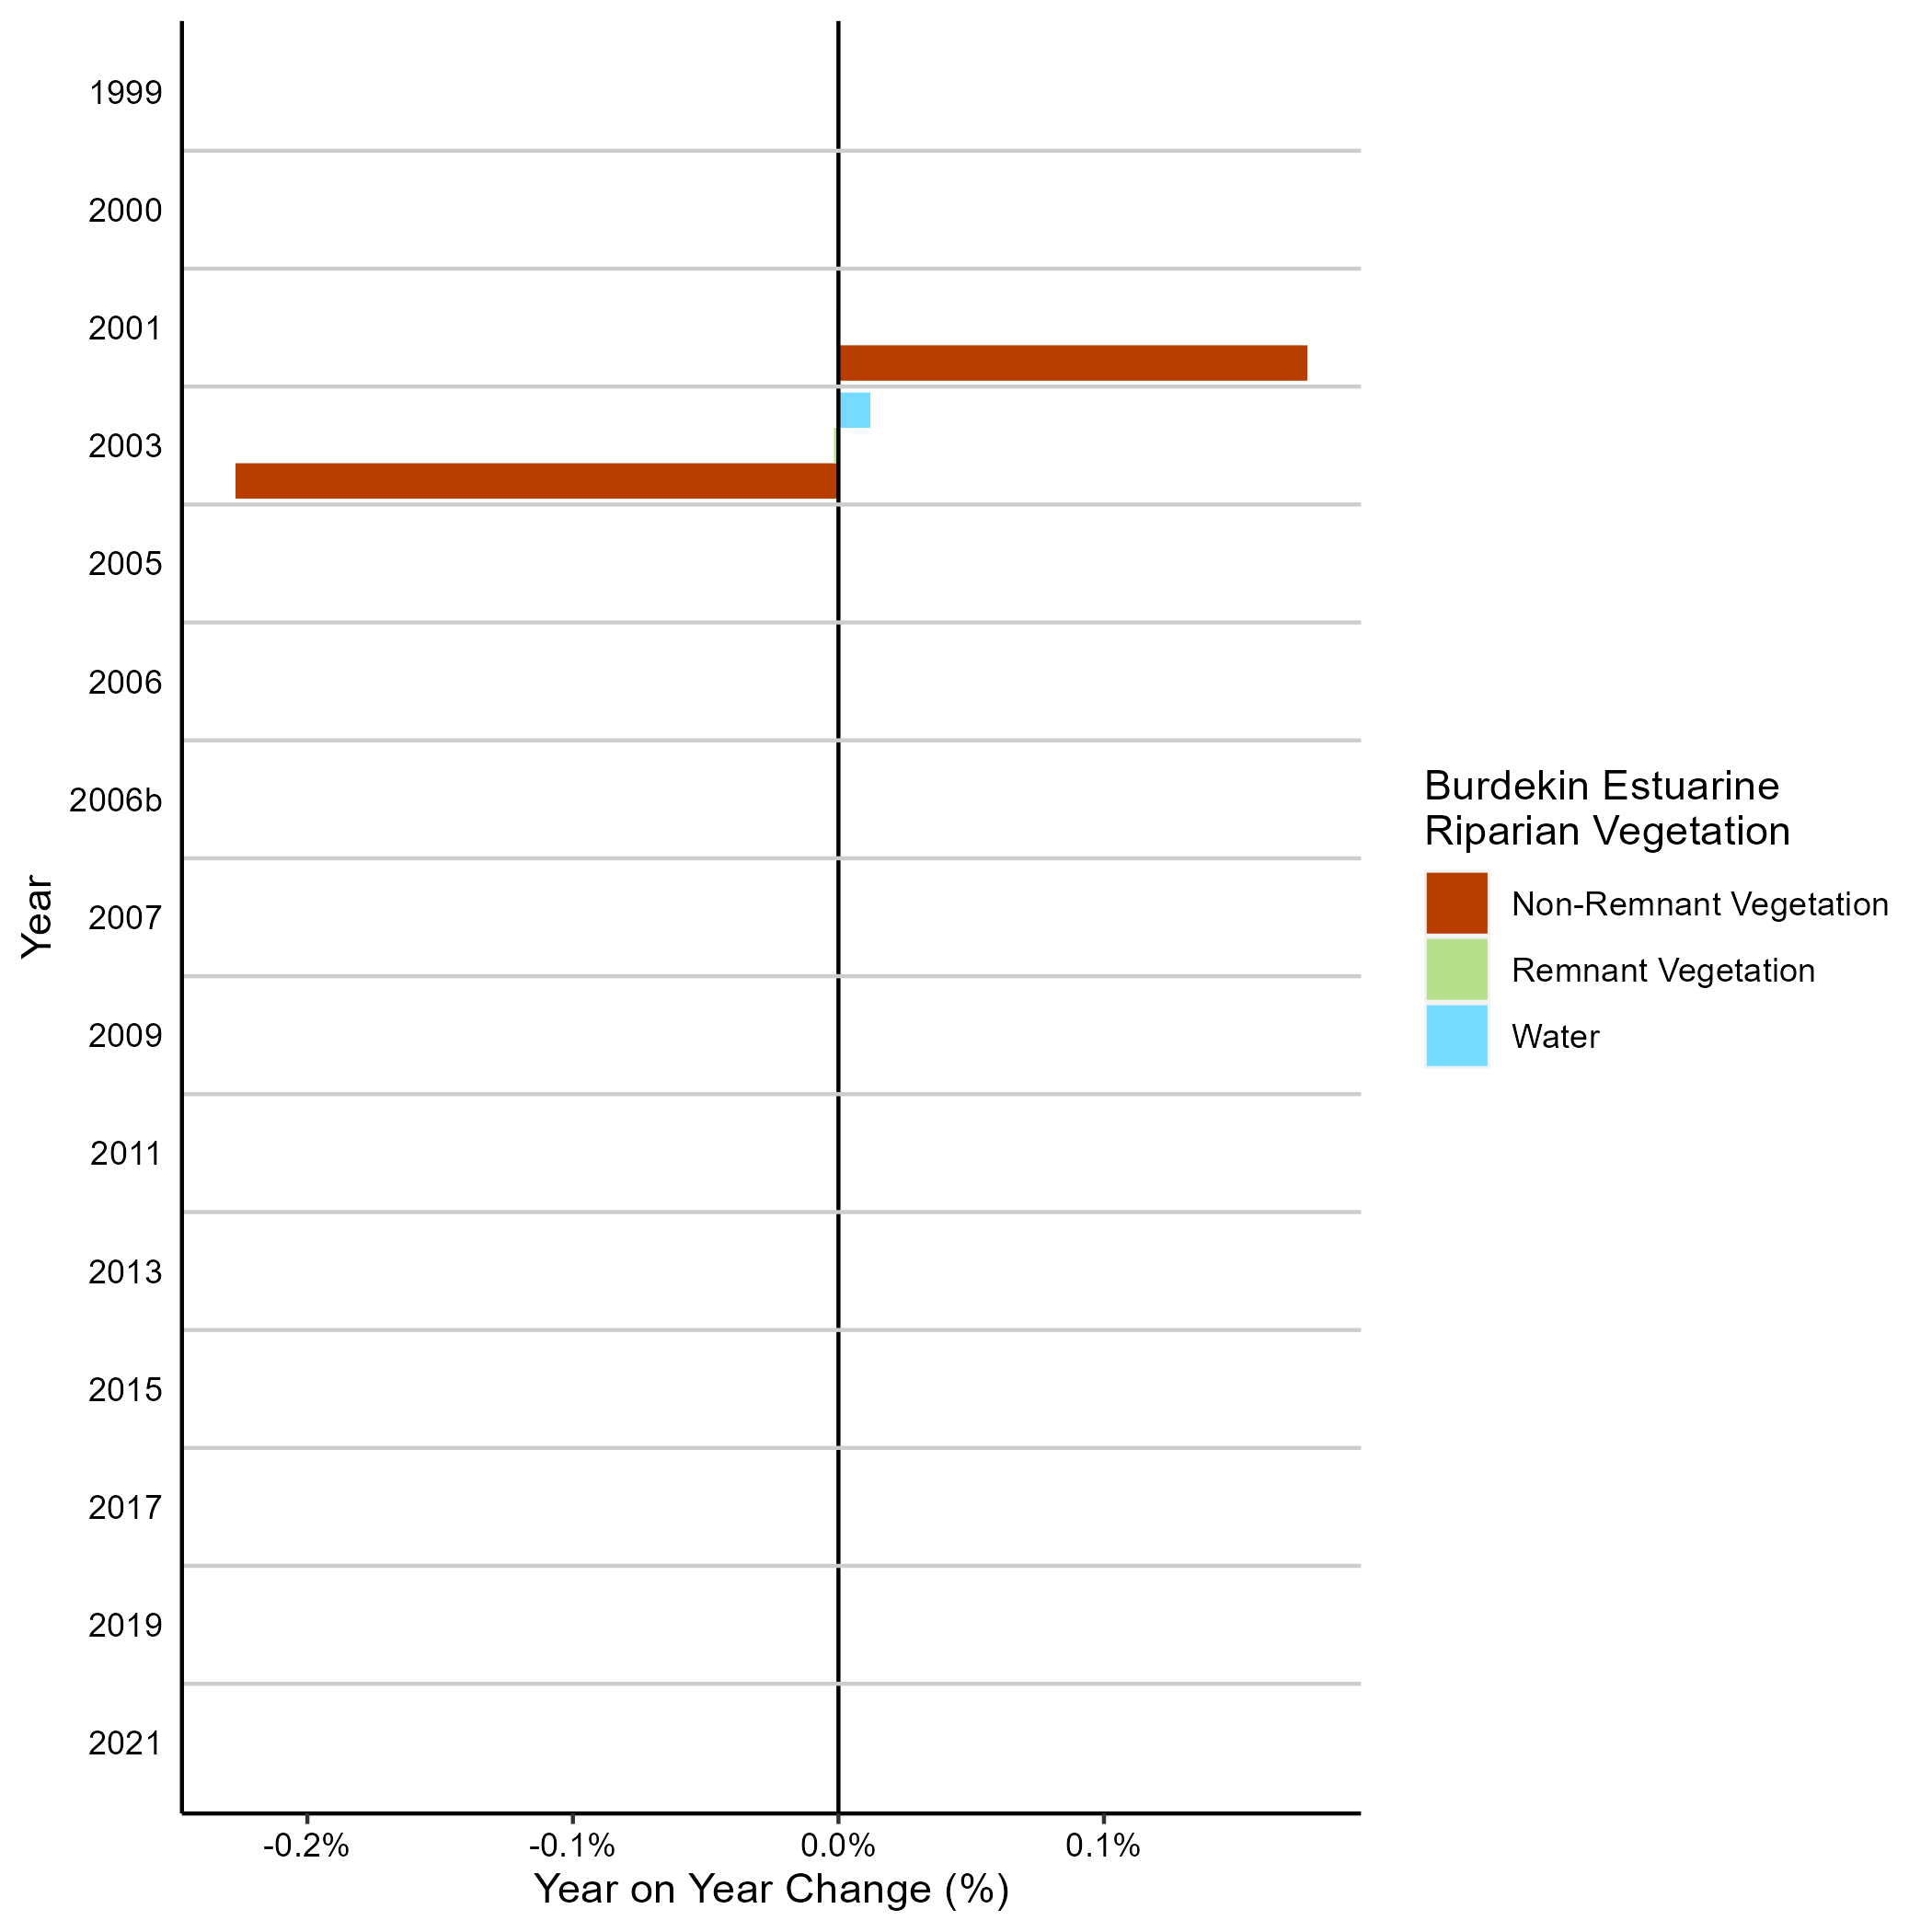 1999
2000
2001
2003
2005
2006
2006b
2007
2009
2011
2013
2015
2017
2019
2021
Year
-0.2%
-0.1%
0.0%
0.1%
Year on Year Change (%)
Burdekin Estuarine
Riparian Vegetation
Non-Remnant Vegetation
Remnant Vegetation
Water